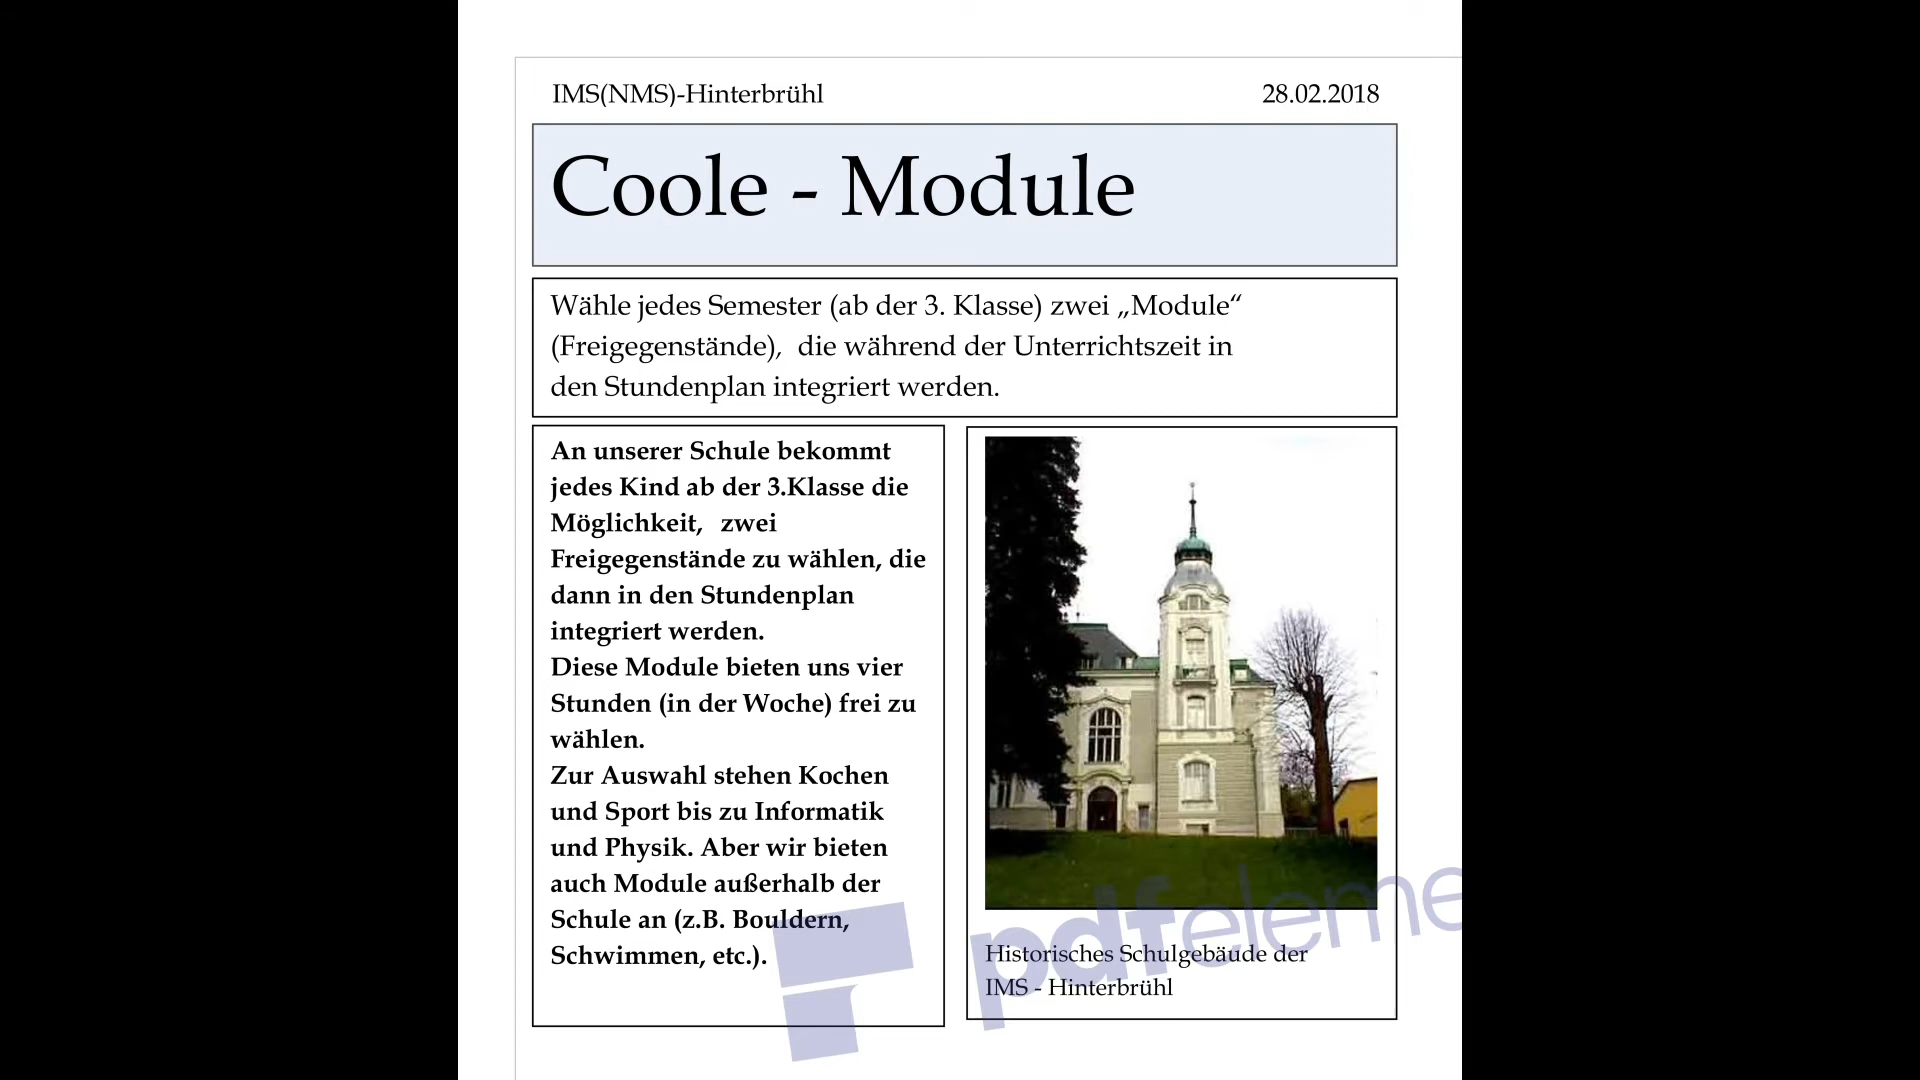 IMS(NMS)-Hinterbrühl
28.02.2018
Coole - Module
Wähle jedes Semester (ab der 3. Klasse) zwei „Module“
(Freigegenstände),  die während der Unterrichtszeit in
den Stundenplan integriert werden.
An unserer Schule bekommt
jedes Kind ab der 3.Klasse die
Möglichkeit,  zwei
Freigegenstände zu wählen, die
dann in den Stundenplan
integriert werden.
Diese Module bieten uns vier
Stunden (in der Woche) frei zu
wählen.
Zur Auswahl stehen Kochen
und Sport bis zu Informatik
und Physik. Aber wir bieten
auch Module außerhalb der
Schule an (z.B. Bouldern,
Schwimmen, etc.).
Historisches Schulgebäude der
IMS - Hinterbrühl
pdfeleme